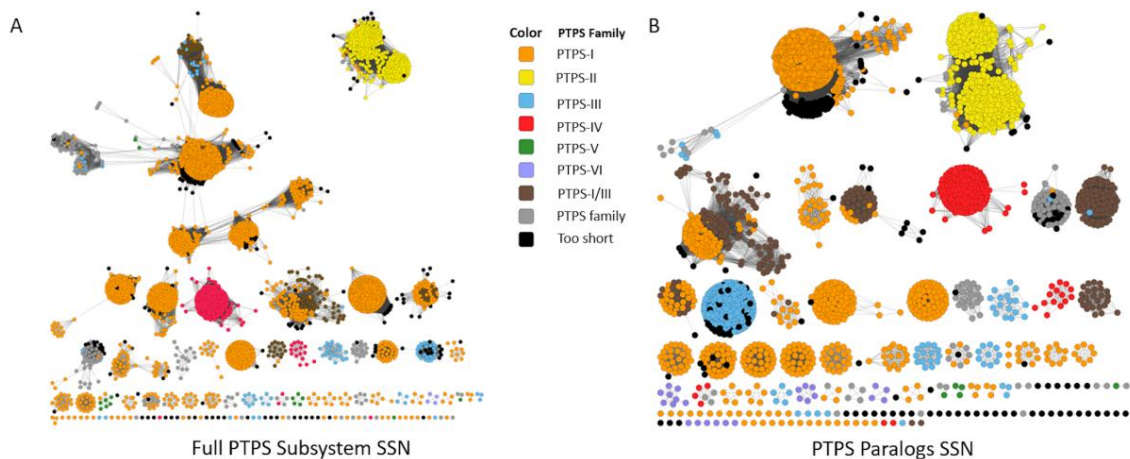 A
B
Color PTPS Family
PTPS-I
PTPS-II
PTPS-III
PTPS-IV
PTPS-V
PTPS-VI
PTPS-I/III
PTPS family
Too short
Full PTPS Subsystem SSN
PTPS Paralogs SSN